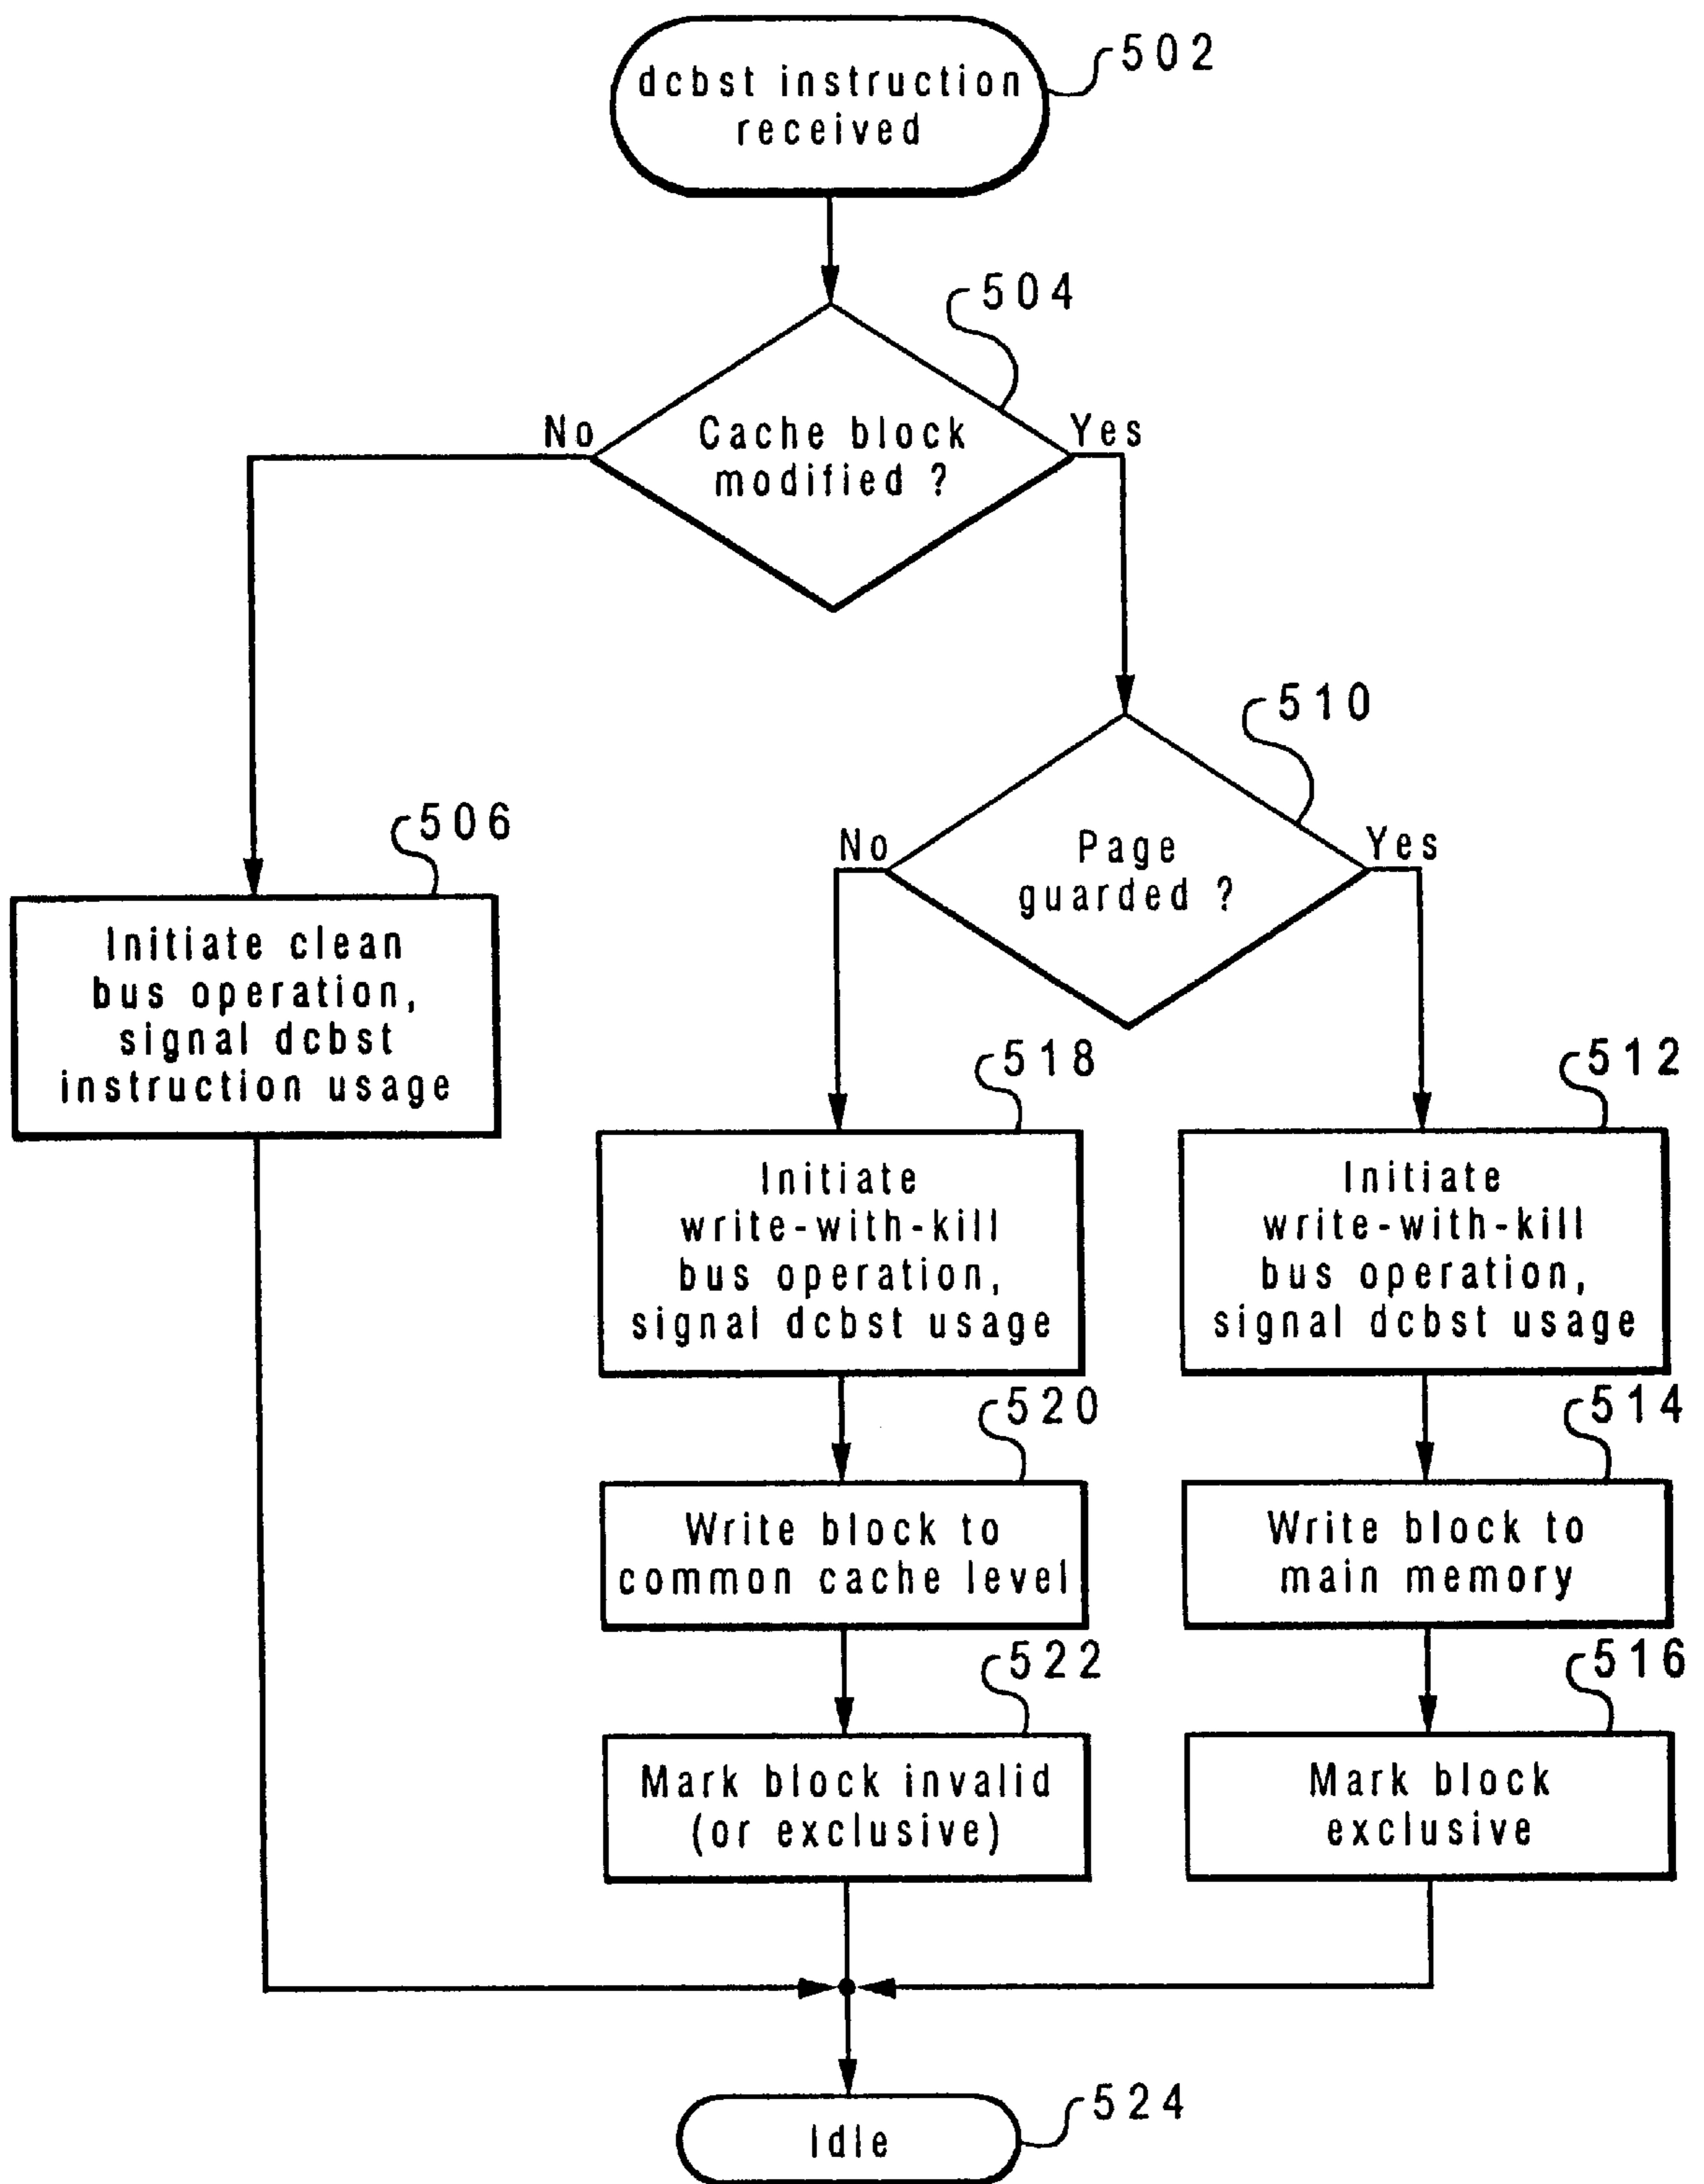 dcbst instruction
received
502
504
Cache block
modified ?
No
Yes
510
Page
guarded ?
No
Yes
506
Initiate clean
bus operation,
signal dcbst
instruction usage
518
Initiate
write-with-kill
bus operation,
signal dcbst usage
512
Initiate
write-with-kill
bus operation,
signal dcbst usage
520
Write block to
common cache level
514
Write block to
main memory
522
Mark block invalid
(or exclusive)
516
Mark block
exclusive
524
Idle